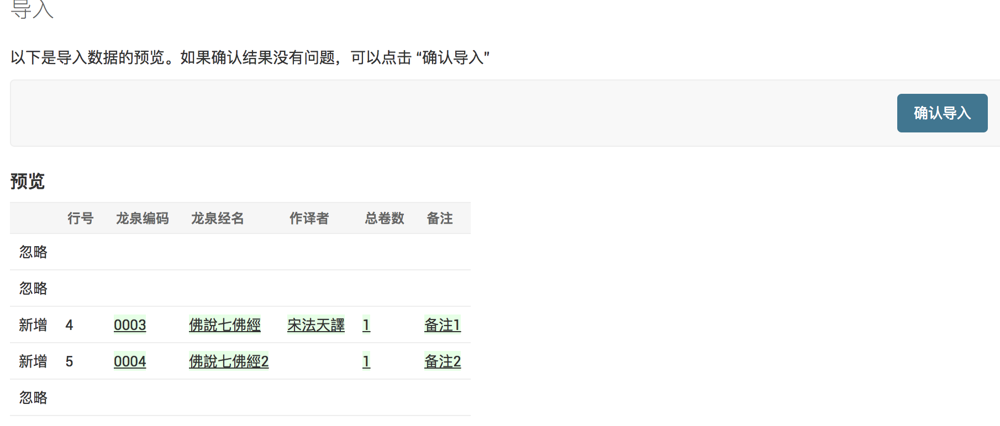 导入
以下是导入数据的预览。如果确认结果没有问题，可以点击 “确认导入”
确认导入
预览
行号 龙泉编码 龙泉经名 作译者 总卷数 备注
忽略
忽略
新增 4 0003 佛說七佛經 宋法天譯 1 备注1
新增 5 0004 佛說七佛經2 1 备注2
忽略